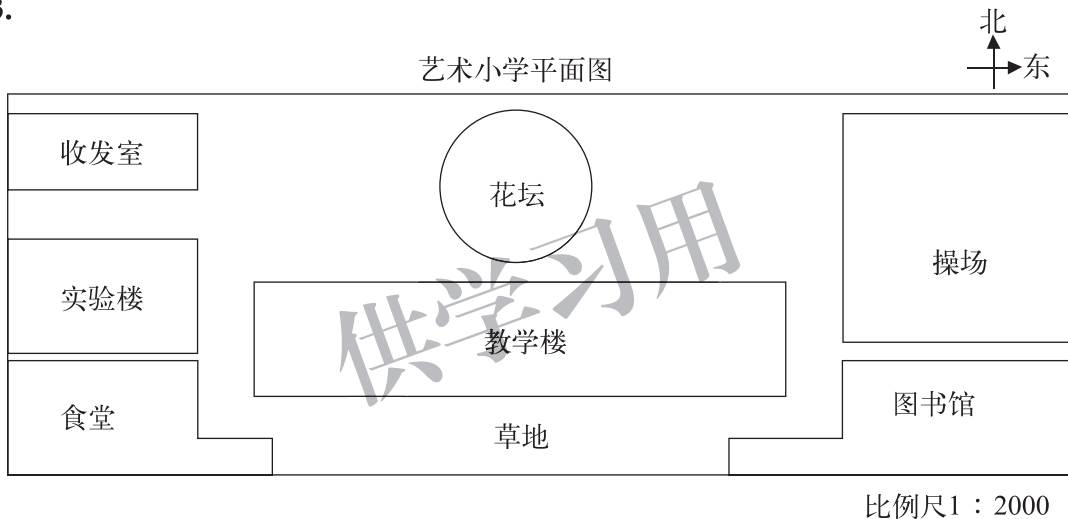 3.
北
东
艺术小学平面图
收发室
花坛
操场
实验楼
教学楼
食堂
图书馆
草地
供学习用
比例尺1：2000